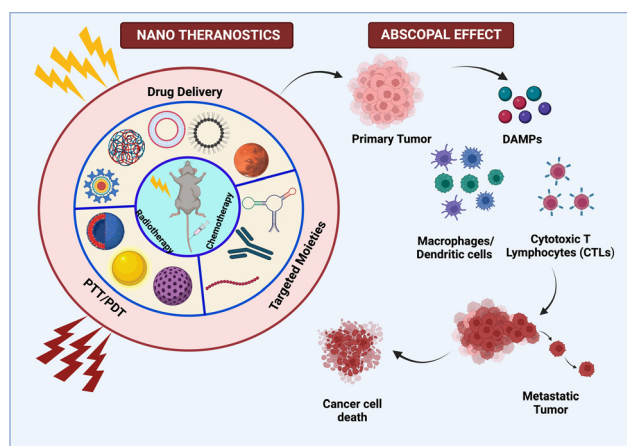 NANO THERANOSTICS
ABSCOPAL EFFECT
Drug Delivery
Radiotherapy
Chemotherapy
PTT/PDT
Targeted Moieties
Primary Tumor
DAMPs
Macrophages/
Dendritic cells
Cytotoxic T
Lymphocytes (CTLs)
Metastatic
Tumor
Cancer cell
death